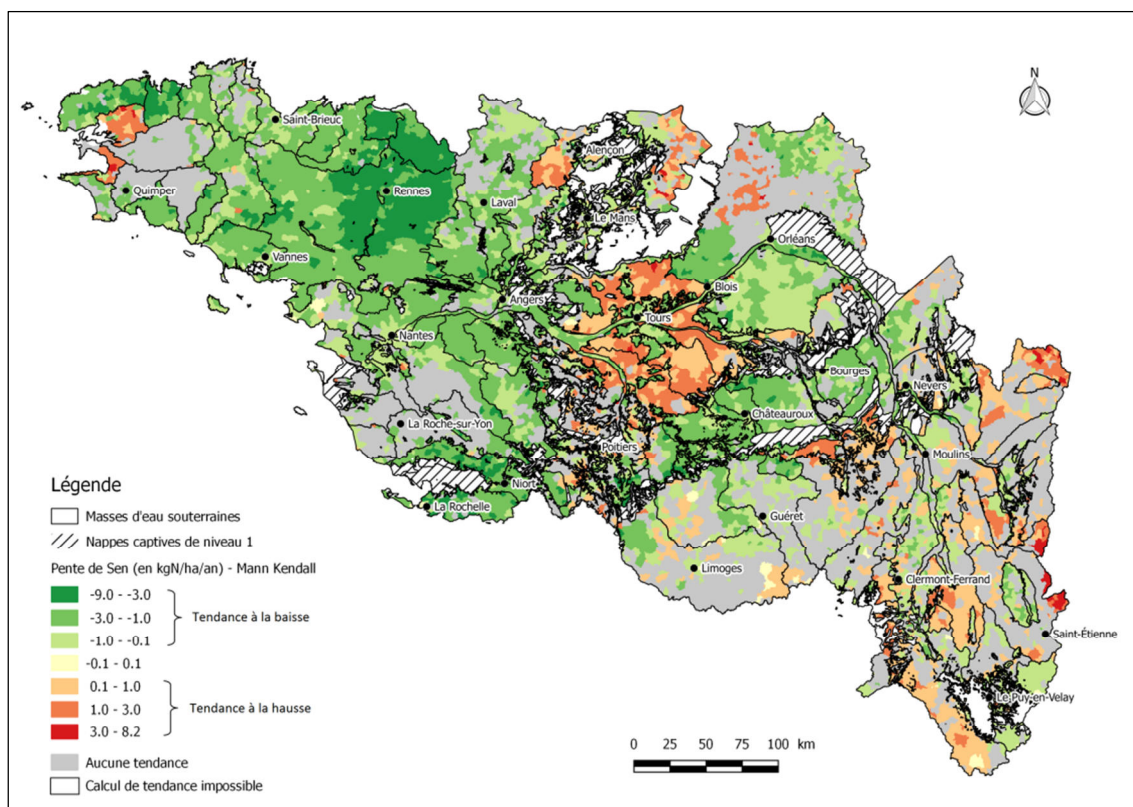 N
Saint-Brieuc
Alençon
Quimper
Rennes
Laval
Le Mans
Orléans
Vannes
Blois
Angers
Tours
Nantes
Bourges
Nevers
Châteauroux
La Roche-sur-Yon
Poitiers
Moulins
Niort
La Rochelle
Guéret
Limoges
Clermont-Ferrand
Saint-Étienne
Le Puy-en-Velay
Légende
Masses d'eau souterraines
Nappes captives de niveau 1
Pente de Sen (en kgN/ha/an) - Mann Kendall
-9.0 - -3.0
-3.0 - -1.0 Tendance à la baisse
-1.0 - -0.1
-0.1 - 0.1
0.1 - 1.0
1.0 - 3.0 Tendance à la hausse
3.0 - 8.2
Aucune tendance
Calcul de tendance impossible
0 25 50 75 100 km